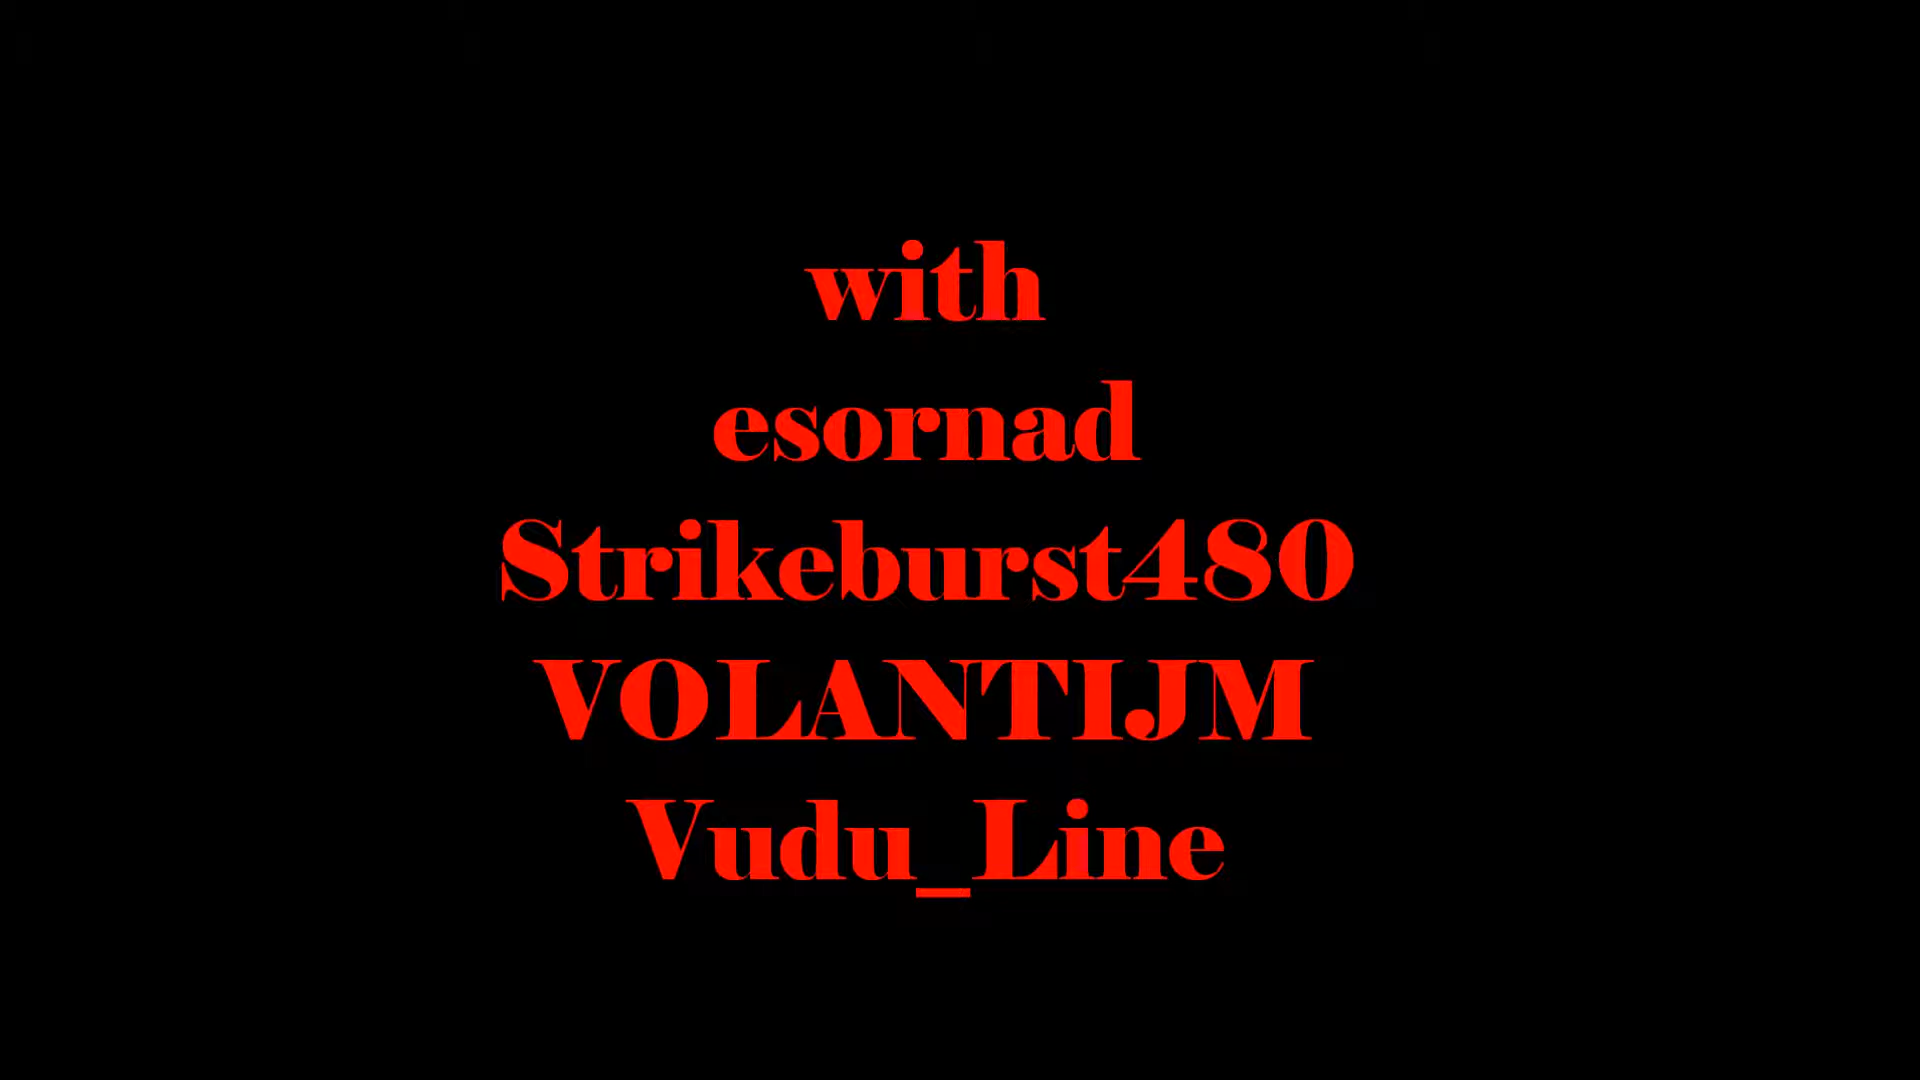 with
esornad
Strikeburst480
VOLANTIJM
Vudu_Line